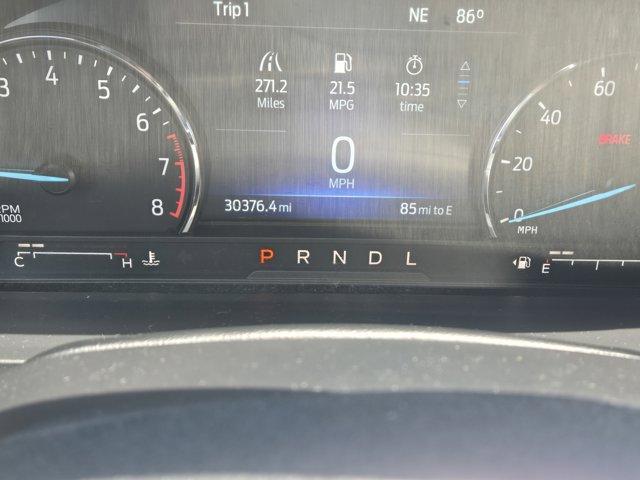 Trip 1 NE 86°
271.2 21.5 10:35
Miles MPG time
3 4 5 6 7 8
RPM
1000
0
MPH
30376.4 mi 85 mi to E
0 20 40 60
BRAKE
MPH
C H P R N D L E